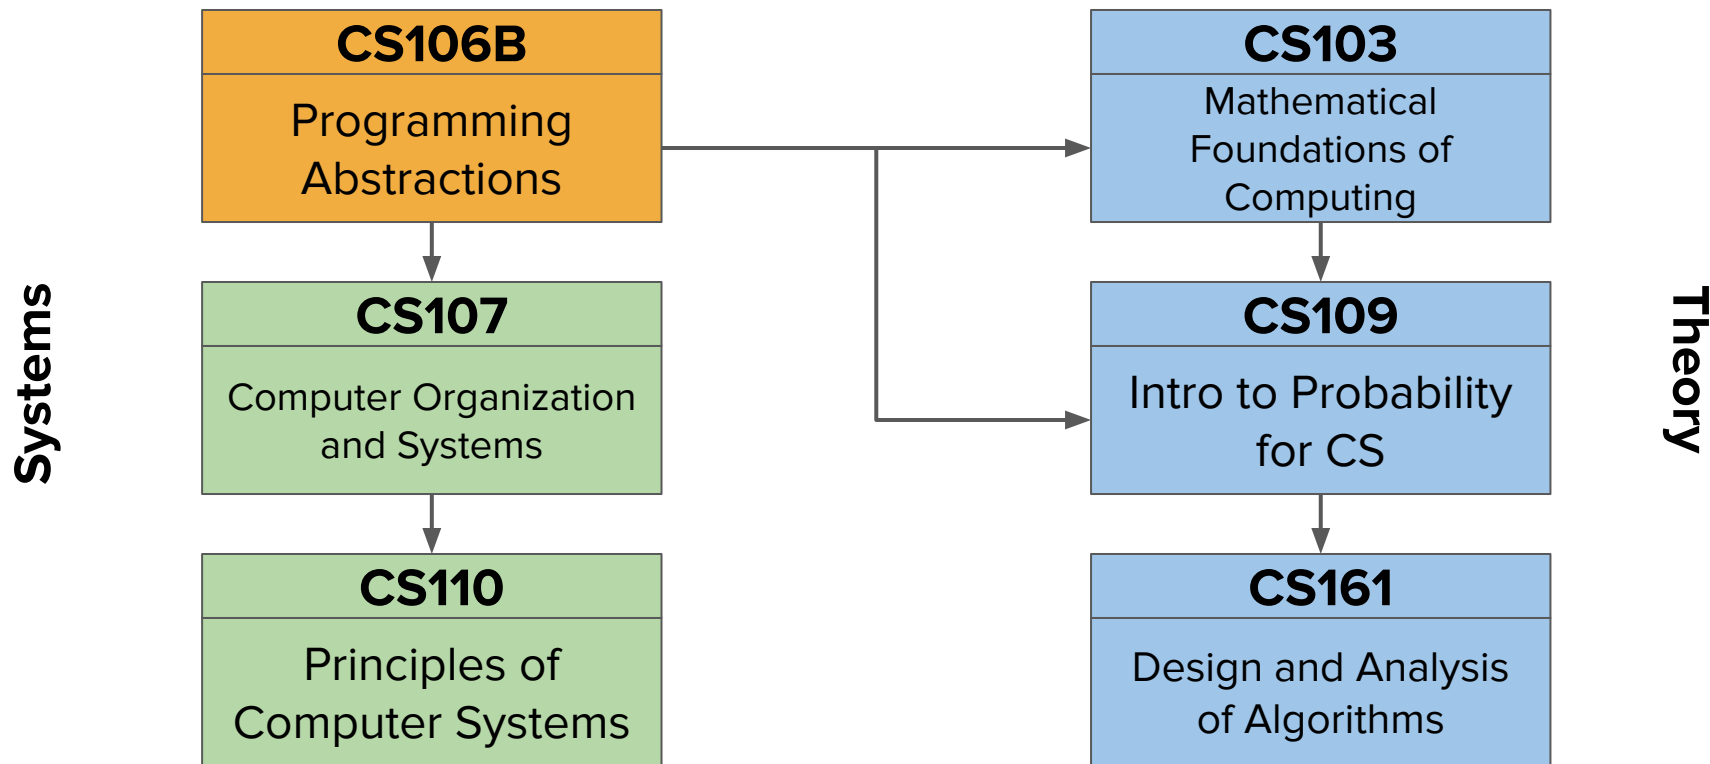 CS106B
Programming
Abstractions
CS103
Mathematical
Foundations of
Computing
Systems
CS107
Computer Organization
and Systems
CS109
Intro to Probability
for CS
Theory
CS110
Principles of
Computer Systems
CS161
Design and Analysis
of Algorithms